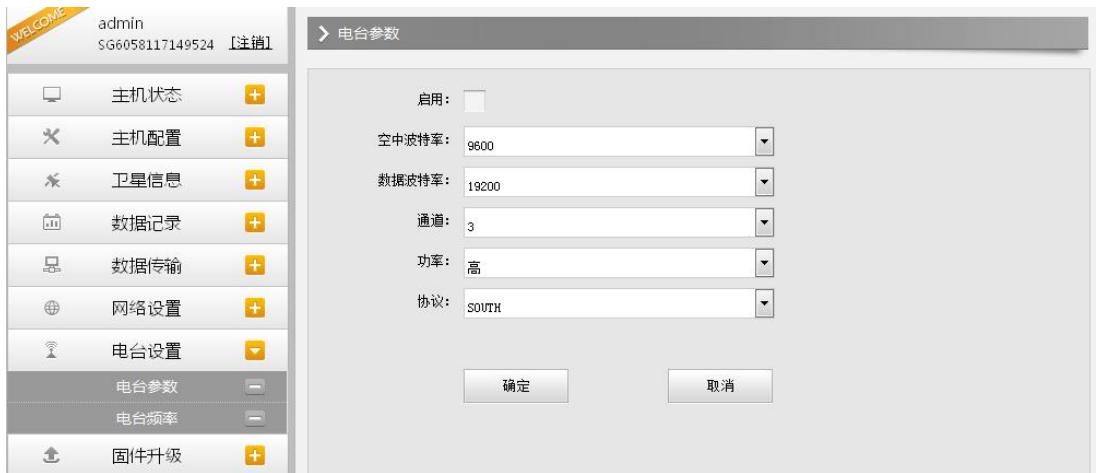 WELCOME
admin
SG6058117149524 [注销]
主机状态
主机配置
卫星信息
数据记录
数据传输
网络设置
电台设置
电台参数
电台频率
固件升级
电台参数
启用：
空中波特率： 9600
数据波特率： 19200
通道： 3
功率： 高
协议： SOUTH
确定 取消